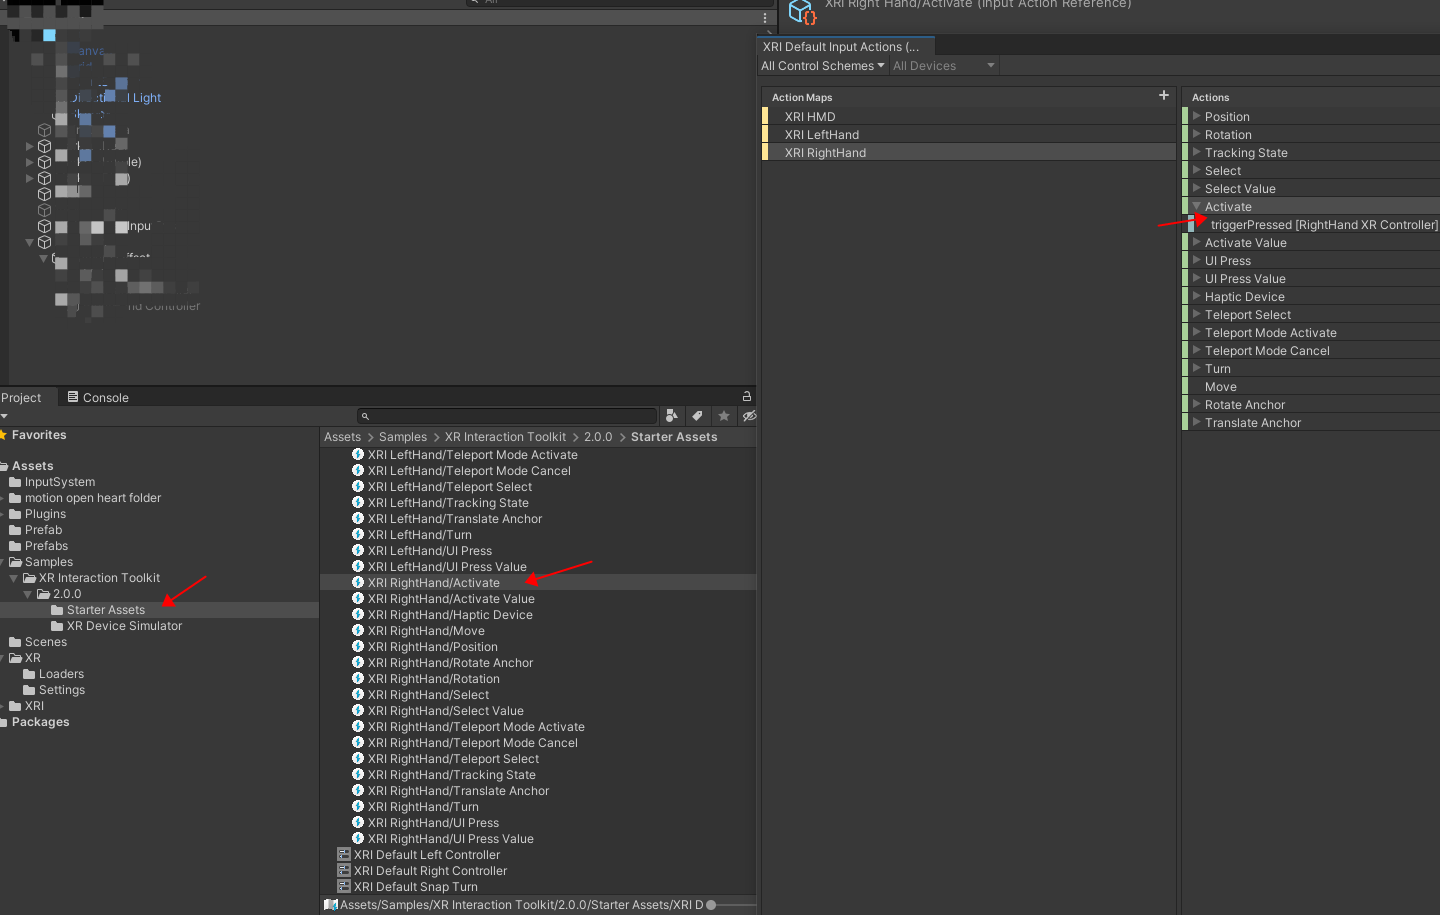 All
XRI Right Hand/Activate (Input Action Reference)
Light
Input
Controller
XRI Default Input Actions (...
All Control Schemes
All Devices
Action Maps
+
XRI HMD
XRI LeftHand
XRI RightHand
Actions
Position
Rotation
Tracking State
Select
Select Value
Activate
triggerPressed [RightHand XR Controller]
Activate Value
UI Press
UI Press Value
Haptic Device
Teleport Select
Teleport Mode Activate
Teleport Mode Cancel
Turn
Move
Rotate Anchor
Translate Anchor
Project
Console
Favorites
Assets
InputSystem
motion open heart folder
Plugins
Prefab
Prefabs
Samples
XR Interaction Toolkit
2.0.0
Starter Assets
XR Device Simulator
Scenes
XR
Loaders
Settings
XRI
Packages
Assets > Samples > XR Interaction Toolkit > 2.0.0 > Starter Assets
XRI LeftHand/Teleport Mode Activate
XRI LeftHand/Teleport Mode Cancel
XRI LeftHand/Teleport Select
XRI LeftHand/Tracking State
XRI LeftHand/Translate Anchor
XRI LeftHand/Turn
XRI LeftHand/UI Press
XRI LeftHand/UI Press Value
XRI RightHand/Activate
XRI RightHand/Activate Value
XRI RightHand/Haptic Device
XRI RightHand/Move
XRI RightHand/Position
XRI RightHand/Rotate Anchor
XRI RightHand/Rotation
XRI RightHand/Select
XRI RightHand/Select Value
XRI RightHand/Teleport Mode Activate
XRI RightHand/Teleport Mode Cancel
XRI RightHand/Teleport Select
XRI RightHand/Tracking State
XRI RightHand/Translate Anchor
XRI RightHand/Turn
XRI RightHand/UI Press
XRI RightHand/UI Press Value
XRI Default Left Controller
XRI Default Right Controller
XRI Default Snap Turn
Assets/Samples/XR Interaction Toolkit/2.0.0/Starter Assets/XRI D